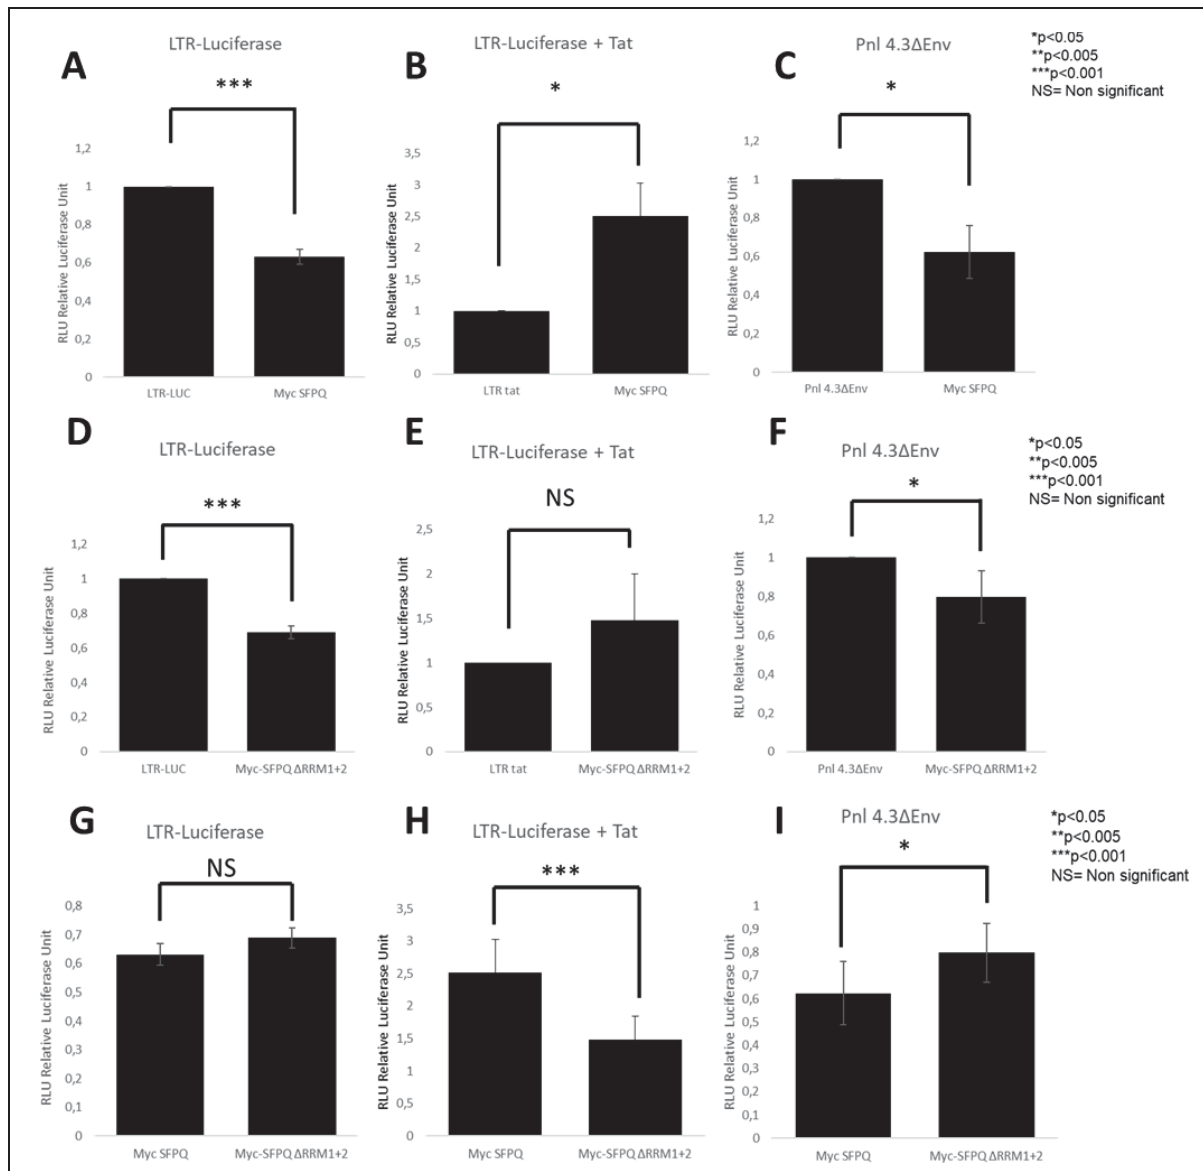 A
LTR-Luciferase
***
RLU Relative Luciferase Unit
1,2
1
0,8
0,6
0,4
0,2
0
LTR-LUC
Myc SFPQ
B
LTR-Luciferase + Tat
*
RLU Relative Luciferase Unit
3,5
3
2,5
2
1,5
1
0,5
0
LTR tat
Myc SFPQ
C
Pnl 4.3ΔEnv
*
RLU Relative Luciferase Unit
1,2
1
0,8
0,6
0,4
0,2
0
Pnl 4.3ΔEnv
Myc SFPQ
*p<0.05
**p<0.005
***p<0.001
NS= Non significant
D
LTR-Luciferase
***
RLU Relative Luciferase Unit
1,2
1
0,8
0,6
0,4
0,2
0
LTR-LUC
Myc-SFPQ ΔRRM1+2
E
LTR-Luciferase + Tat
NS
RLU Relative Luciferase Unit
2,5
2
1,5
1
0,5
0
LTR tat
Myc-SFPQ ΔRRM1+2
F
Pnl 4.3ΔEnv
*
RLU Relative Luciferase Unit
1,2
1
0,8
0,6
0,4
0,2
0
Pnl 4.3ΔEnv
Myc-SFPQ ΔRRM1+2
*p<0.05
**p<0.005
***p<0.001
NS= Non significant
G
LTR-Luciferase
NS
RLU Relative Luciferase Unit
0,8
0,7
0,6
0,5
0,4
0,3
0,2
0,1
0
Myc SFPQ
Myc-SFPQ ΔRRM1+2
H
LTR-Luciferase + Tat
***
RLU Relative Luciferase Unit
3,5
3
2,5
2
1,5
1
0,5
0
Myc SFPQ
Myc-SFPQ ΔRRM1+2
I
Pnl 4.3ΔEnv
*
RLU Relative Luciferase Unit
1
0,9
0,8
0,7
0,6
0,5
0,4
0,3
0,2
0,1
0
Myc SFPQ
Myc-SFPQ ΔRRM1+2
*p<0.05
**p<0.005
***p<0.001
NS= Non significant